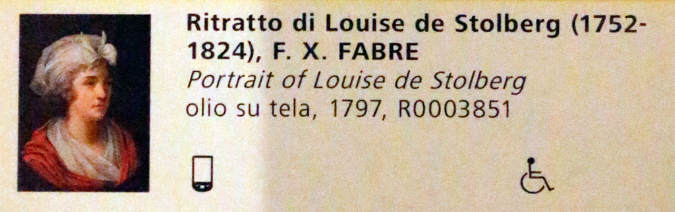 Ritratto di Louise de Stolberg (1752-
1824), F. X. FABRE
Portrait of Louise de Stolberg
olio su tela, 1797, R0003851